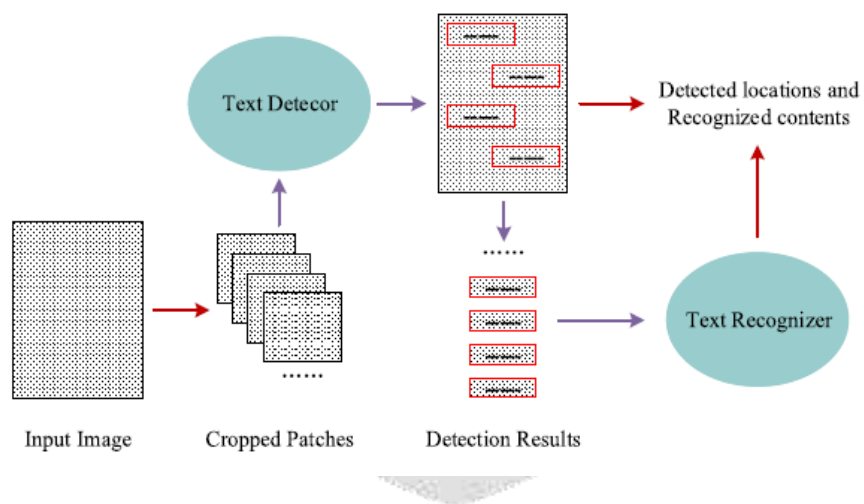 Text Detecor
Detected locations and
Recognized contents
......
Text Recognizer
......
Input Image
Cropped Patches
Detection Results